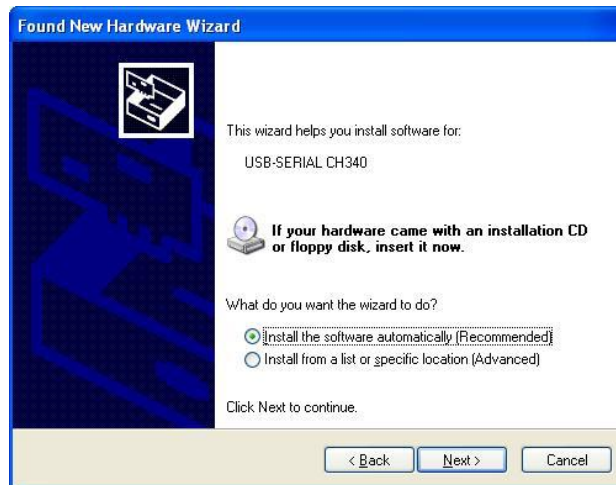 Found New Hardware Wizard
This wizard helps you install software for:
USB-SERIAL CH340
If your hardware came with an installation CD
or floppy disk, insert it now.
What do you want the wizard to do?
Install the software automatically (Recommended)
Install from a list or specific location (Advanced)
Click Next to continue.
< Back Next > Cancel